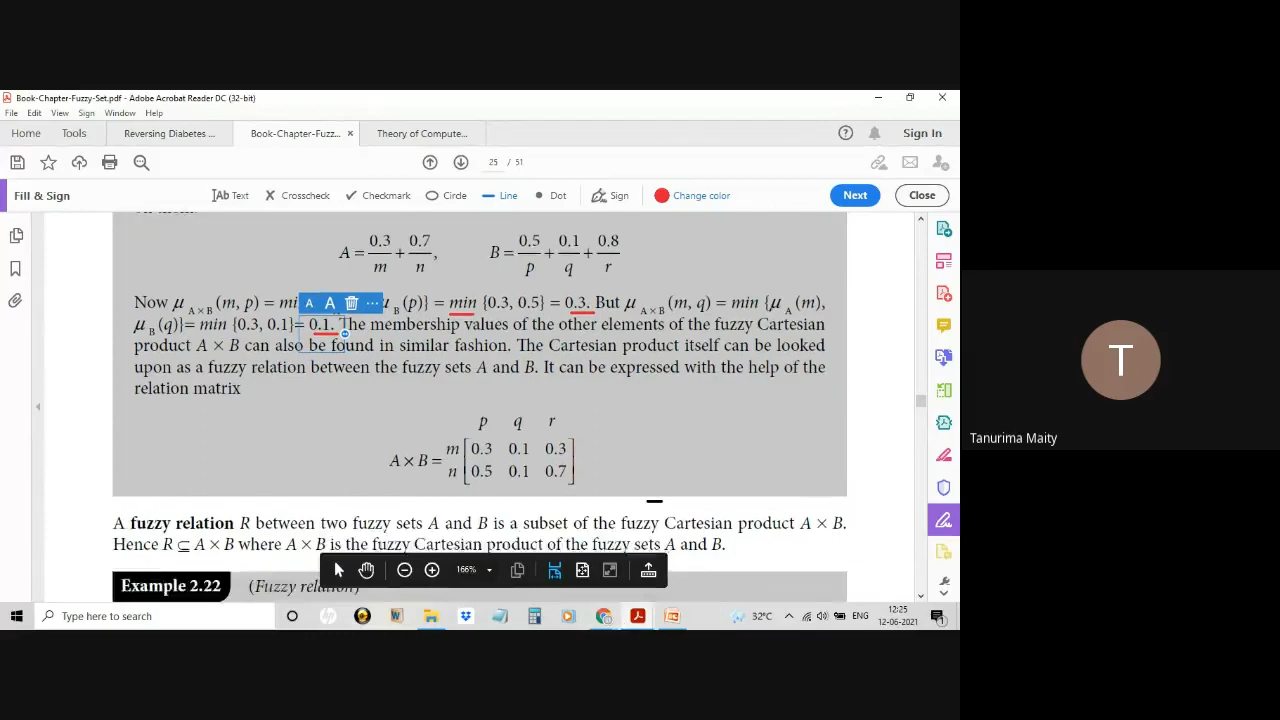 Book-Chapter-Fuzzy-Set.pdf - Adobe Acrobat Reader DC (32-bit)
File Edit View Sign Window Help
Home Tools Reversing Diabetes ... Book-Chapter-Fuzz... × Theory of Compute... Sign In
25 / 51
Fill & Sign Text Crosscheck Checkmark Circle Line Dot Sign Change color Next Close
A = 0.3/m + 0.7/n, B = 0.5/p + 0.1/q + 0.8/r
Now μ A×B (m, p) = μ B (p)} = min {0.3, 0.5} = 0.3. But μ A×B (m, q) = min {μ A (m),
μ B (q)}= min {0.3, 0.1}= 0.1. The membership values of the other elements of the fuzzy Cartesian
product A × B can also be found in similar fashion. The Cartesian product itself can be looked
upon as a fuzzy relation between the fuzzy sets A and B. It can be expressed with the help of the
relation matrix
p q r
m 0.3 0.1 0.3
A × B =
n 0.5 0.1 0.7
A fuzzy relation R between two fuzzy sets A and B is a subset of the fuzzy Cartesian product A × B.
Hence R ⊆ A × B where A × B is the fuzzy Cartesian product of the fuzzy sets A and B.
166%
Example 2.22 (Fuzzy relation)
Type here to search 32°C ENG 12:25
12-06-2021
T
Tanurima Maity